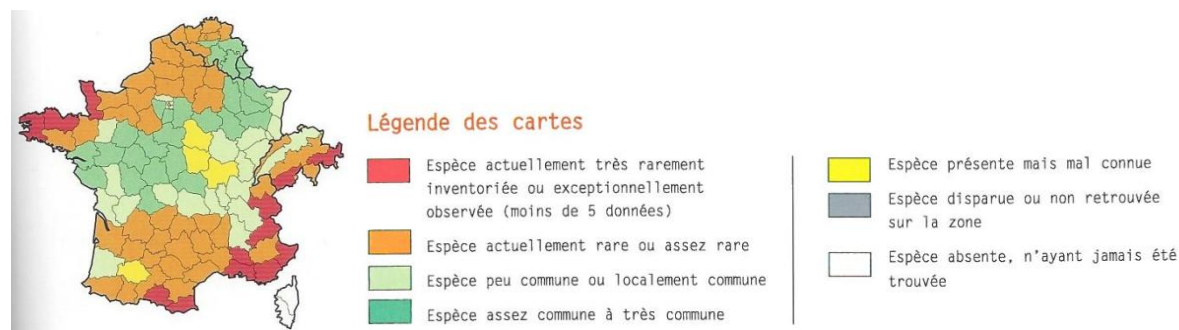 Légende des cartes
Espèce actuellement très rarement
inventoriée ou exceptionnellement
observée (moins de 5 données)
Espèce actuellement rare ou assez rare
Espèce peu commune ou localement commune
Espèce assez commune à très commune
Espèce présente mais mal connue
Espèce disparue ou non retrouvée
sur la zone
Espèce absente, n'ayant jamais été
trouvée